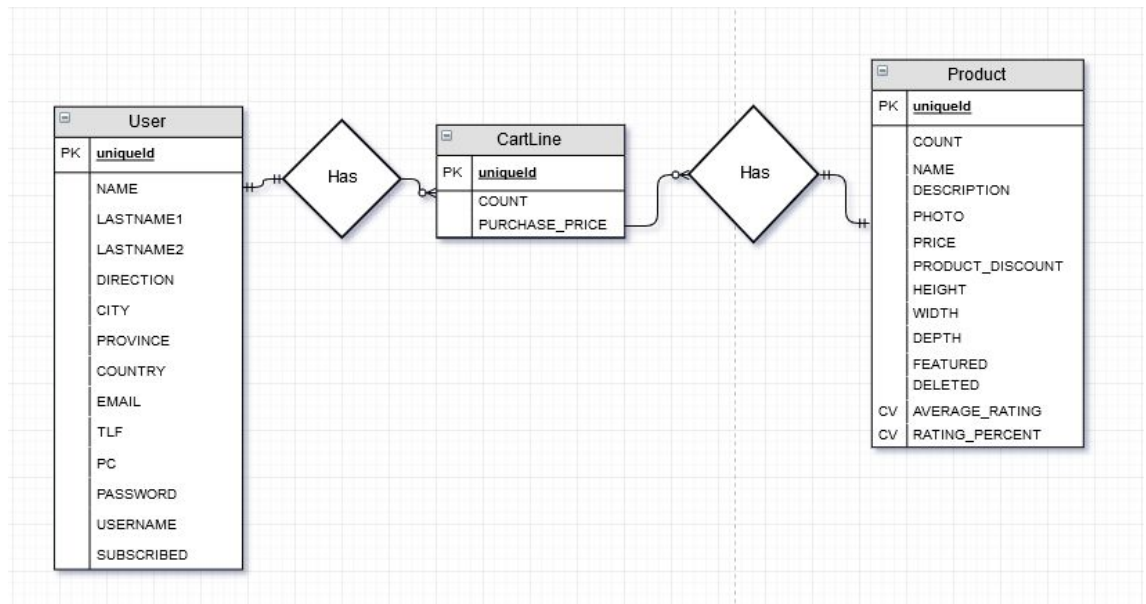 User
PK uniqueId
NAME
LASTNAME1
LASTNAME2
DIRECTION
CITY
PROVINCE
COUNTRY
EMAIL
TLF
PC
PASSWORD
USERNAME
SUBSCRIBED
Has
CartLine
PK uniqueId
COUNT
PURCHASE_PRICE
Has
Product
PK uniqueId
COUNT
NAME
DESCRIPTION
PHOTO
PRICE
PRODUCT_DISCOUNT
HEIGHT
WIDTH
DEPTH
FEATURED
DELETED
CV AVERAGE_RATING
CV RATING_PERCENT